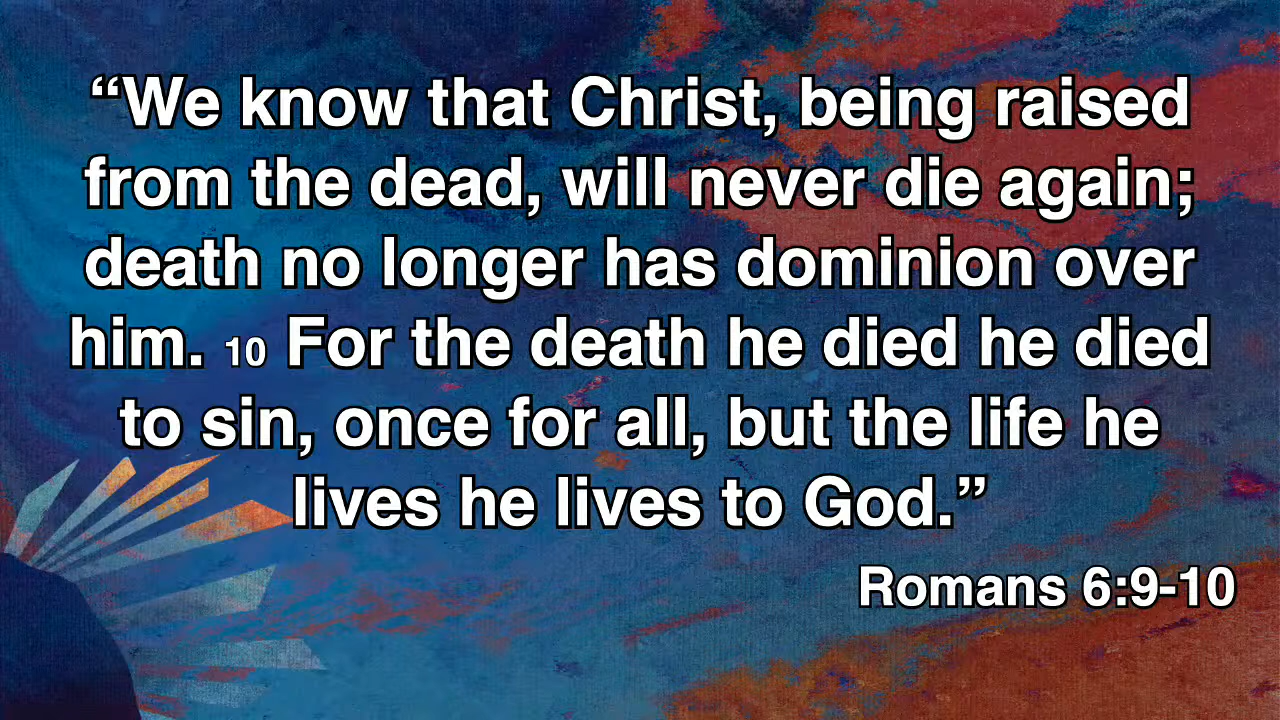 “We know that Christ, being raised
from the dead, will never die again;
death no longer has dominion over
him. 10 For the death he died he died
to sin, once for all, but the life he
lives he lives to God.”
Romans 6:9-10